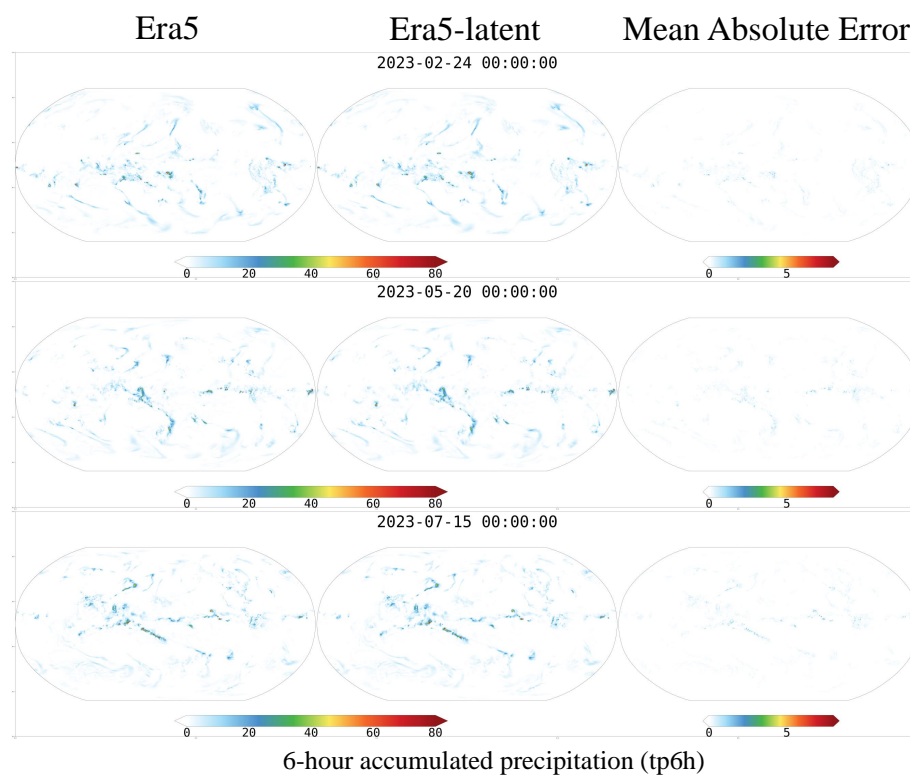 Era5 Era5-latent Mean Absolute Error
2023-02-24 00:00:00
0 20 40 60 80 0 5
2023-05-20 00:00:00
0 20 40 60 80 0 5
2023-07-15 00:00:00
0 20 40 60 80 0 5
6-hour accumulated precipitation (tp6h)